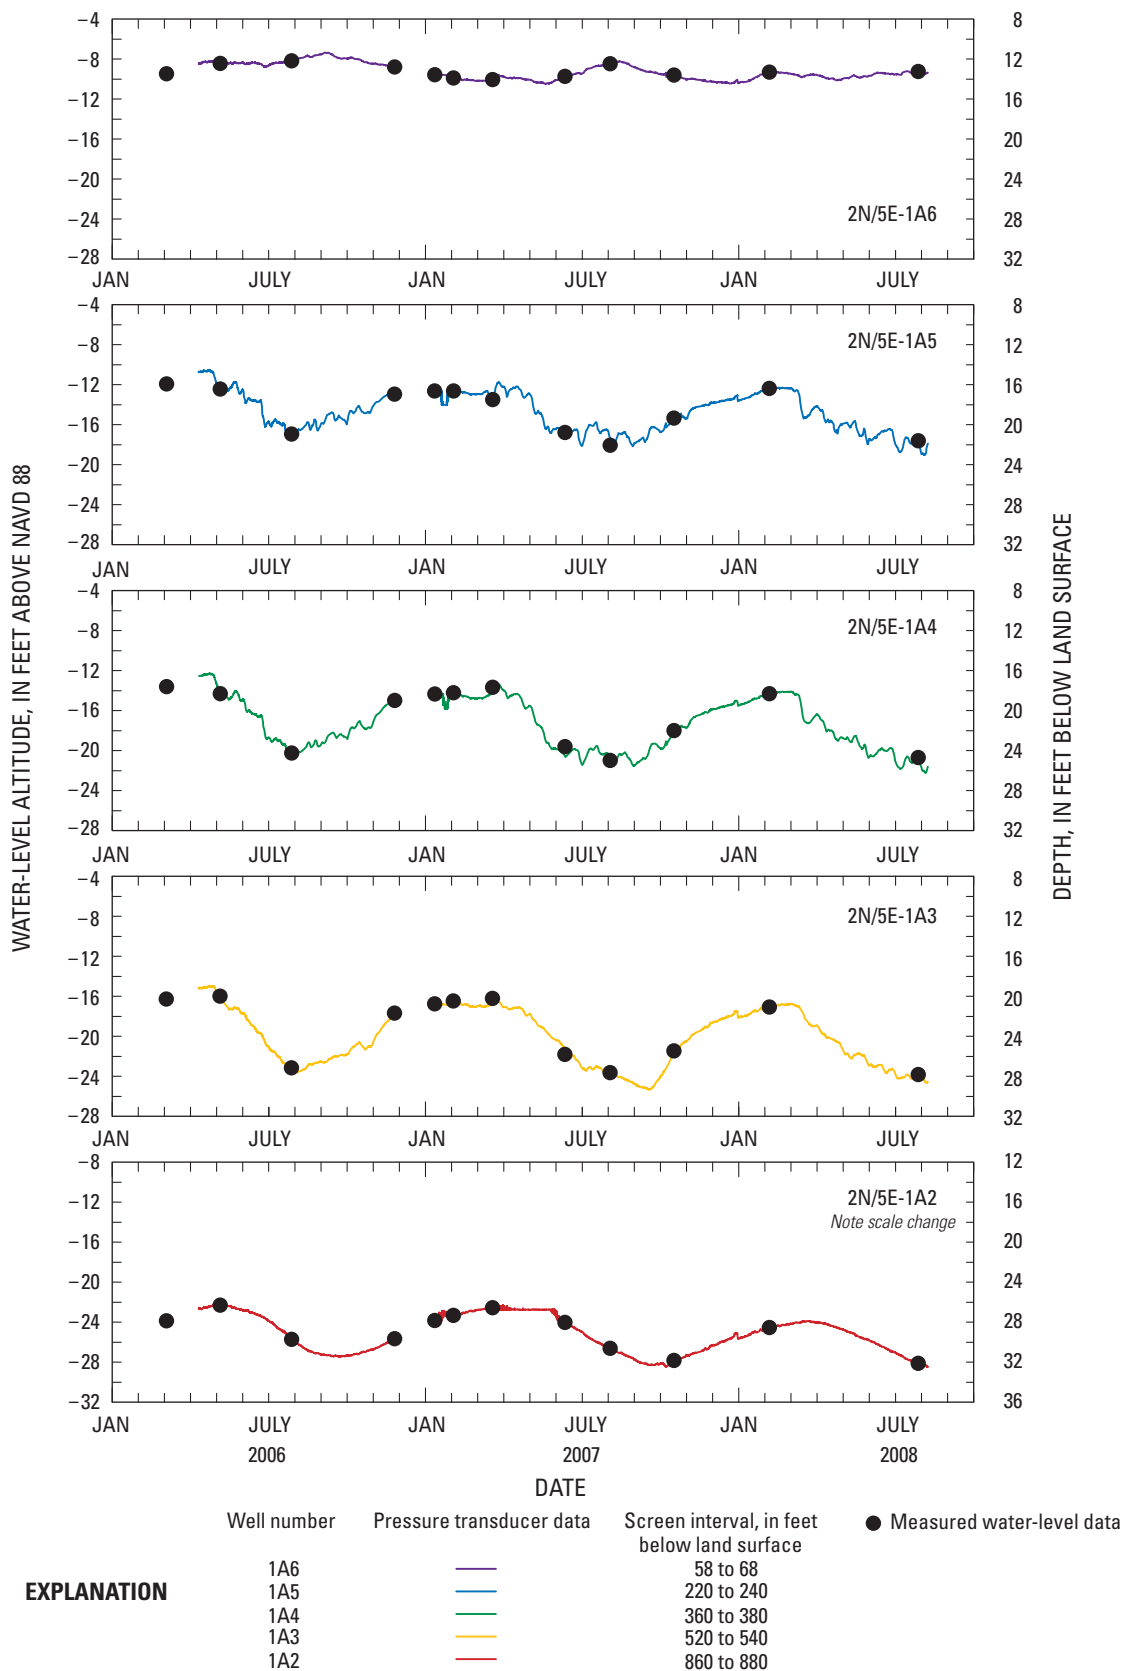 WATER-LEVEL ALTITUDE, IN FEET ABOVE NAVD 88
DEPTH, IN FEET BELOW LAND SURFACE
−4 8
−8 12
−12 16
−16 20
−20 24
−24 28
−28 32
2N/5E-1A6
JAN JULY JAN JULY JAN JULY
−4 8
−8 12
−12 16
−16 20
−20 24
−24 28
−28 32
2N/5E-1A5
JAN JULY JAN JULY JAN JULY
−4 8
−8 12
−12 16
−16 20
−20 24
−24 28
−28 32
2N/5E-1A4
JAN JULY JAN JULY JAN JULY
−4 8
−8 12
−12 16
−16 20
−20 24
−24 28
−28 32
2N/5E-1A3
JAN JULY JAN JULY JAN JULY
−8 12
−12 16
−16 20
−20 24
−24 28
−28 32
−32 36
2N/5E-1A2
Note scale change
JAN JULY JAN JULY JAN JULY
2006 2007 2008
DATE
EXPLANATION
Well number Pressure transducer data Screen interval, in feet below land surface Measured water-level data
1A6 58 to 68
1A5 220 to 240
1A4 360 to 380
1A3 520 to 540
1A2 860 to 880